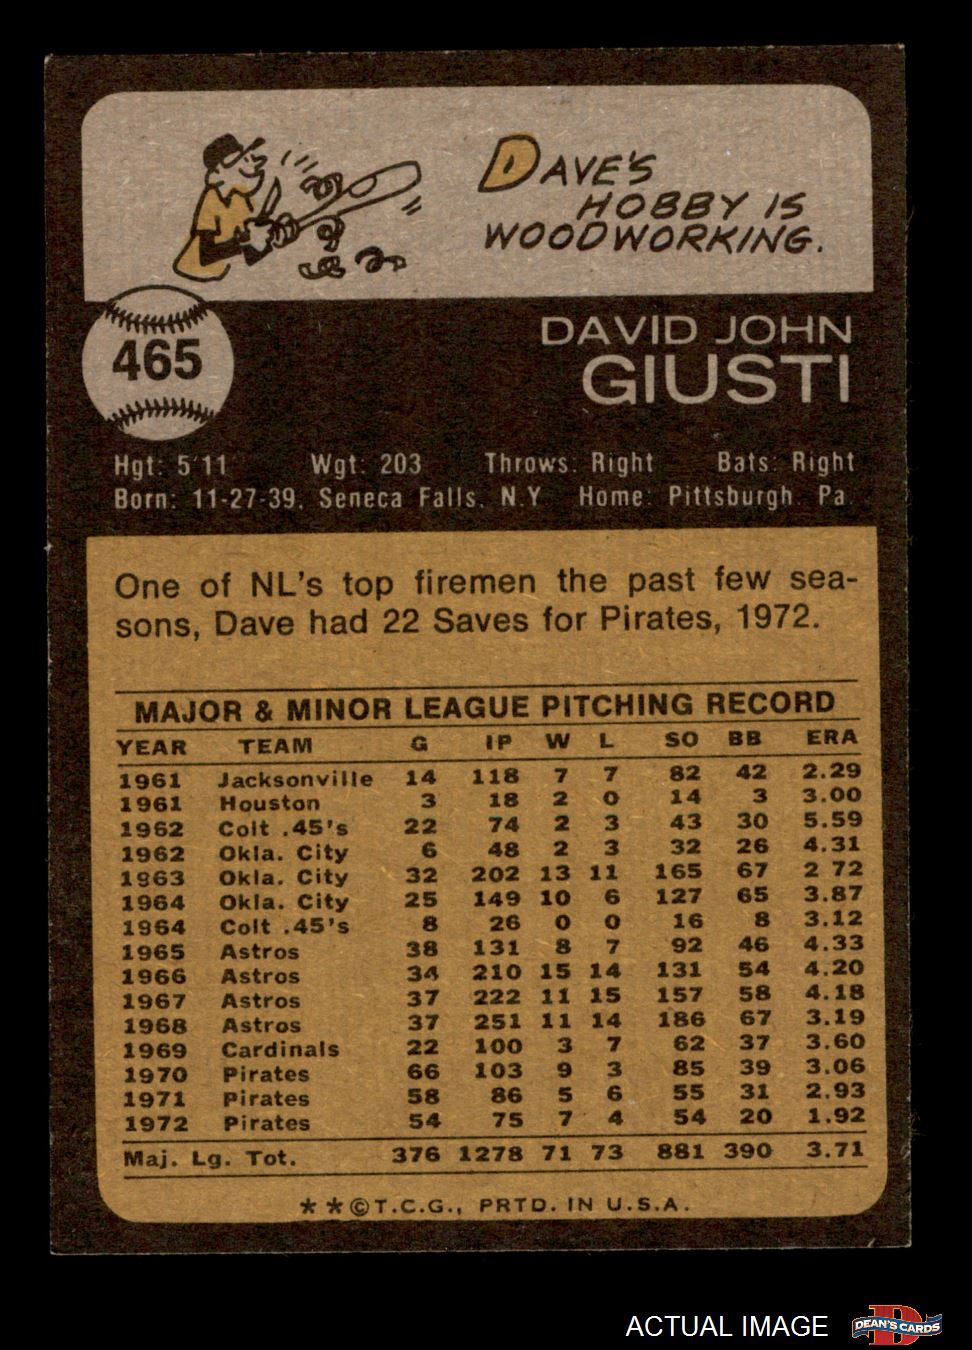 DAVE'S
HOBBY IS
WOODWORKING.
465
DAVID JOHN
GIUSTI
Hgt: 5'11 Wgt: 203 Throws: Right Bats: Right
Born: 11-27-39, Seneca Falls, N.Y Home: Pittsburgh, Pa.
One of NL's top firemen the past few sea-
sons, Dave had 22 Saves for Pirates, 1972.
MAJOR & MINOR LEAGUE PITCHING RECORD
YEAR TEAM G IP W L SO BB ERA
1961 Jacksonville 14 118 7 7 82 42 2.29
1961 Houston 3 18 2 0 14 3 3.00
1962 Colt .45's 22 74 2 3 43 30 5.59
1962 Okla. City 6 48 2 3 32 26 4.31
1963 Okla. City 32 202 13 11 165 67 2 72
1964 Okla. City 25 149 10 6 127 65 3.87
1964 Colt .45's 8 26 0 0 16 8 3.12
1965 Astros 38 131 8 7 92 46 4.33
1966 Astros 34 210 15 14 131 54 4.20
1967 Astros 37 222 11 15 157 58 4.18
1968 Astros 37 251 11 14 186 67 3.19
1969 Cardinals 22 100 3 7 62 37 3.60
1970 Pirates 66 103 9 3 85 39 3.06
1971 Pirates 58 86 5 6 55 31 2.93
1972 Pirates 54 75 7 4 54 20 1.92
Maj. Lg. Tot. 376 1278 71 73 881 390 3.71
★★©T.C.G., PRTD. IN U.S.A.
ACTUAL IMAGE
D
DEAN'S CARDS